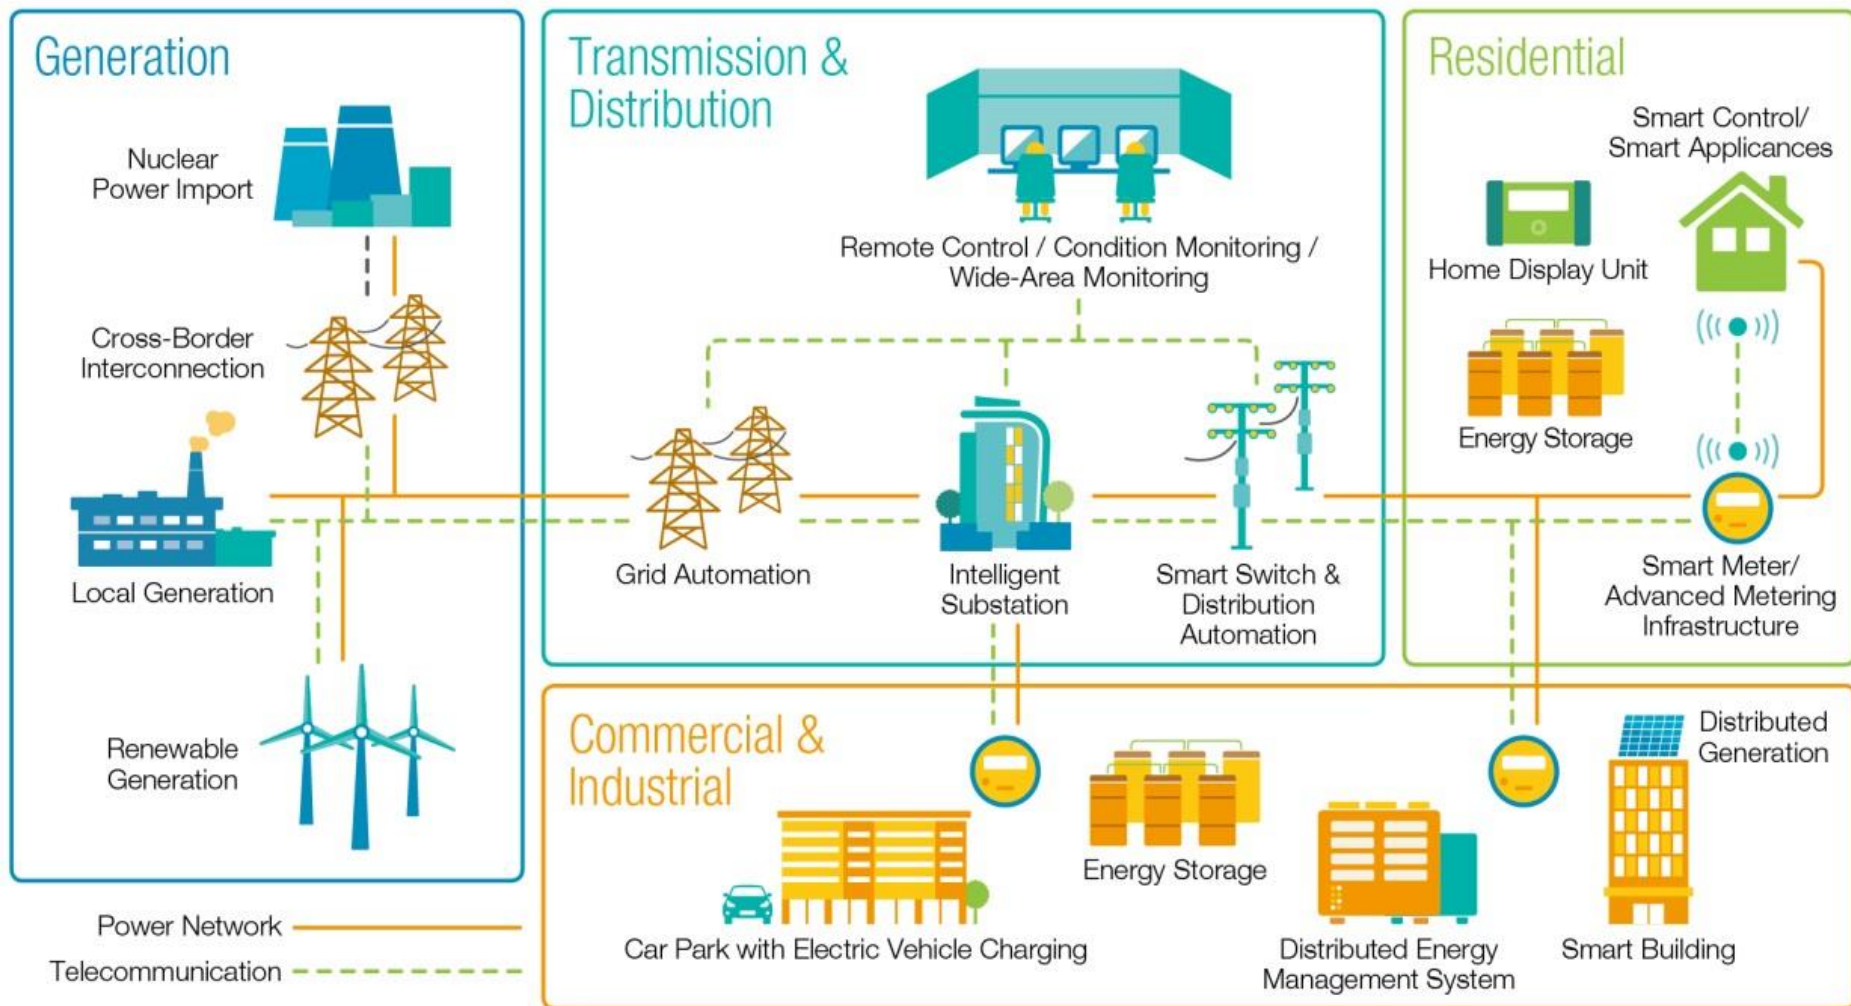 Generation
Nuclear
Power Import
Cross-Border
Interconnection
Local Generation
Renewable
Generation
Power Network
Telecommunication
Transmission &
Distribution
Remote Control / Condition Monitoring /
Wide-Area Monitoring
Grid Automation
Intelligent
Substation
Smart Switch &
Distribution
Automation
Residential
Smart Control/
Smart Applicances
Home Display Unit
Energy Storage
Smart Meter/
Advanced Metering
Infrastructure
Commercial &
Industrial
Car Park with Electric Vehicle Charging
Energy Storage
Distributed Energy
Management System
Distributed
Generation
Smart Building